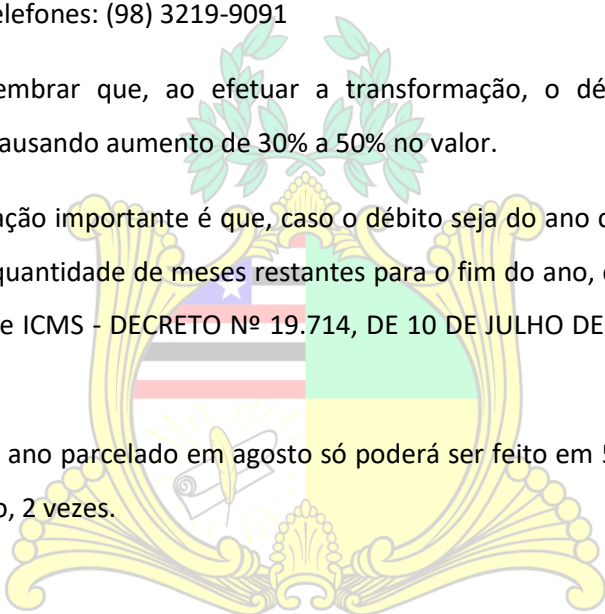 elefones: (98) 3219-9091
embrar que, ao efetuar a transformação, o dé
ausando aumento de 30% a 50% no valor.
ação importante é que, caso o débito seja do ano
quantidade de meses restantes para o fim do ano,
e ICMS - DECRETO Nº 19.714, DE 10 DE JULHO DE
ano parcelado em agosto só poderá ser feito em 5
o, 2 vezes.